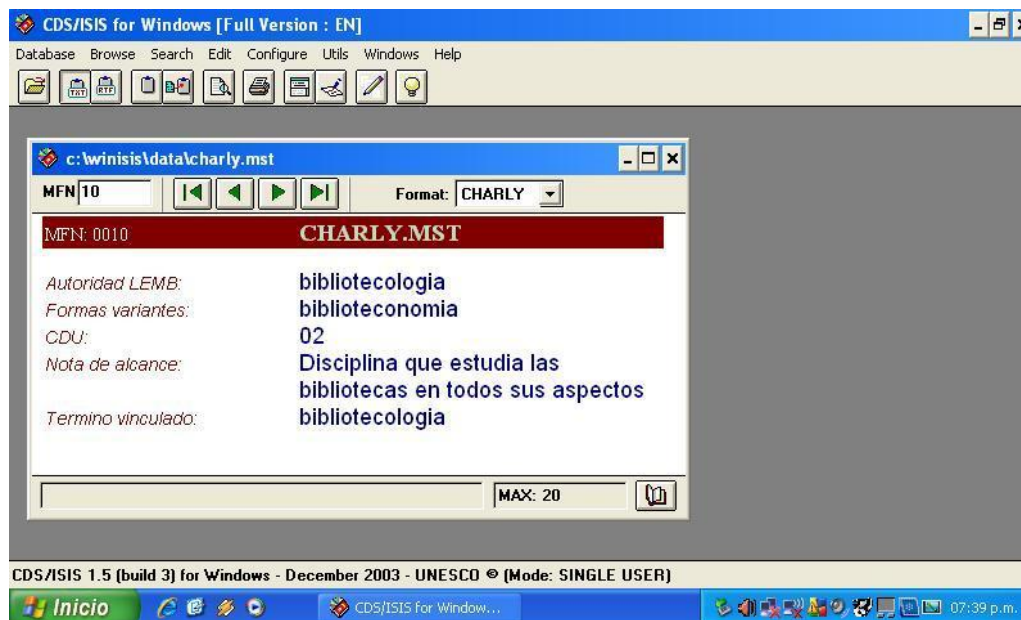 CDS/ISIS for Windows [Full Version : EN]
Database Browse Search Edit Configure Utils Windows Help
TXT RTF
c:\winisis\data\charly.mst
MFN 10 Format: CHARLY
MFN: 0010 CHARLY.MST
Autoridad LEMB: bibliotecologia
Formas variantes: biblioteconomia
CDU: 02
Nota de alcance: Disciplina que estudia las
bibliotecas en todos sus aspectos
Termino vinculado: bibliotecologia
MAX: 20
CDS/ISIS 1.5 (build 3) for Windows - December 2003 - UNESCO © (Mode: SINGLE USER)
Inicio CDS/ISIS for Window... 07:39 p.m.